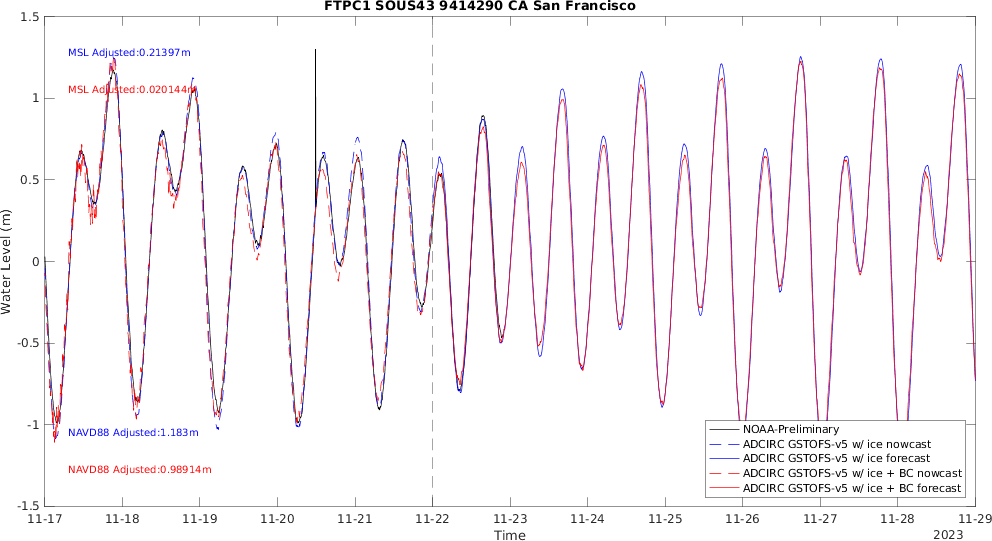 FTPC1 SOUS43 9414290 CA San Francisco
1.5
1
0.5
0
-0.5
-1
-1.5
Water Level (m)
MSL Adjusted:0.21397m
MSL Adjusted:0.020144m
NAVD88 Adjusted:1.183m
NAVD88 Adjusted:0.98914m
NOAA-Preliminary
ADCIRC GSTOFS-v5 w/ ice nowcast
ADCIRC GSTOFS-v5 w/ ice forecast
ADCIRC GSTOFS-v5 w/ ice + BC nowcast
ADCIRC GSTOFS-v5 w/ ice + BC forecast
11-17 11-18 11-19 11-20 11-21 11-22 11-23 11-24 11-25 11-26 11-27 11-28 11-29
Time
2023